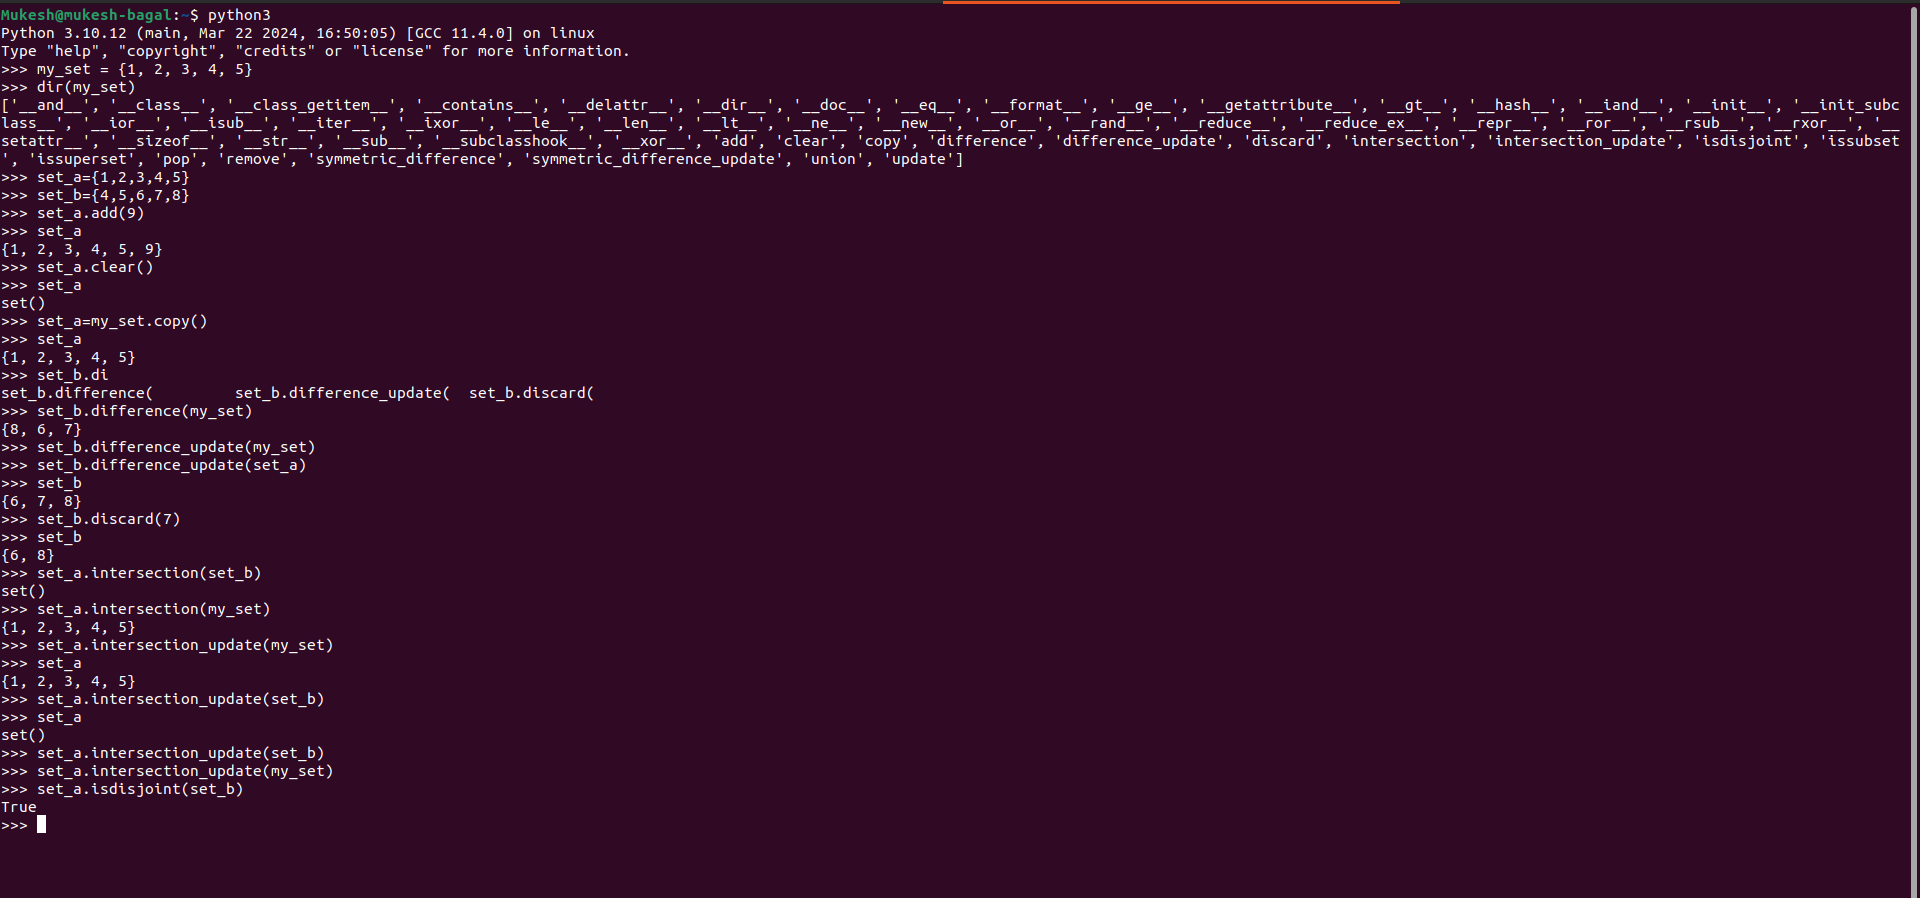 Mukesh@mukesh-bagal:~$ python3
Python 3.10.12 (main, Mar 22 2024, 16:50:05) [GCC 11.4.0] on linux
Type "help", "copyright", "credits" or "license" for more information.
>>> my_set = {1, 2, 3, 4, 5}
>>> dir(my_set)
['__and__', '__class__', '__class_getitem__', '__contains__', '__delattr__', '__dir__', '__doc__', '__eq__', '__format__', '__ge__', '__getattribute__', '__gt__', '__hash__', '__iand__', '__init__', '__init_subc
lass__', '__ior__', '__isub__', '__iter__', '__ixor__', '__le__', '__len__', '__lt__', '__ne__', '__new__', '__or__', '__rand__', '__reduce__', '__reduce_ex__', '__repr__', '__ror__', '__rsub__', '__rxor__', '__
setattr__', '__sizeof__', '__str__', '__sub__', '__subclasshook__', '__xor__', 'add', 'clear', 'copy', 'difference', 'difference_update', 'discard', 'intersection', 'intersection_update', 'isdisjoint', 'issubset
', 'issuperset', 'pop', 'remove', 'symmetric_difference', 'symmetric_difference_update', 'union', 'update']
>>> set_a={1,2,3,4,5}
>>> set_b={4,5,6,7,8}
>>> set_a.add(9)
>>> set_a
{1, 2, 3, 4, 5, 9}
>>> set_a.clear()
>>> set_a
set()
>>> set_a=my_set.copy()
>>> set_a
{1, 2, 3, 4, 5}
>>> set_b.di
set_b.difference(         set_b.difference_update(  set_b.discard(
>>> set_b.difference(my_set)
{8, 6, 7}
>>> set_b.difference_update(my_set)
>>> set_b.difference_update(set_a)
>>> set_b
{6, 7, 8}
>>> set_b.discard(7)
>>> set_b
{6, 8}
>>> set_a.intersection(set_b)
set()
>>> set_a.intersection(my_set)
{1, 2, 3, 4, 5}
>>> set_a.intersection_update(my_set)
>>> set_a
{1, 2, 3, 4, 5}
>>> set_a.intersection_update(set_b)
>>> set_a
set()
>>> set_a.intersection_update(set_b)
>>> set_a.intersection_update(my_set)
>>> set_a.isdisjoint(set_b)
True
>>>